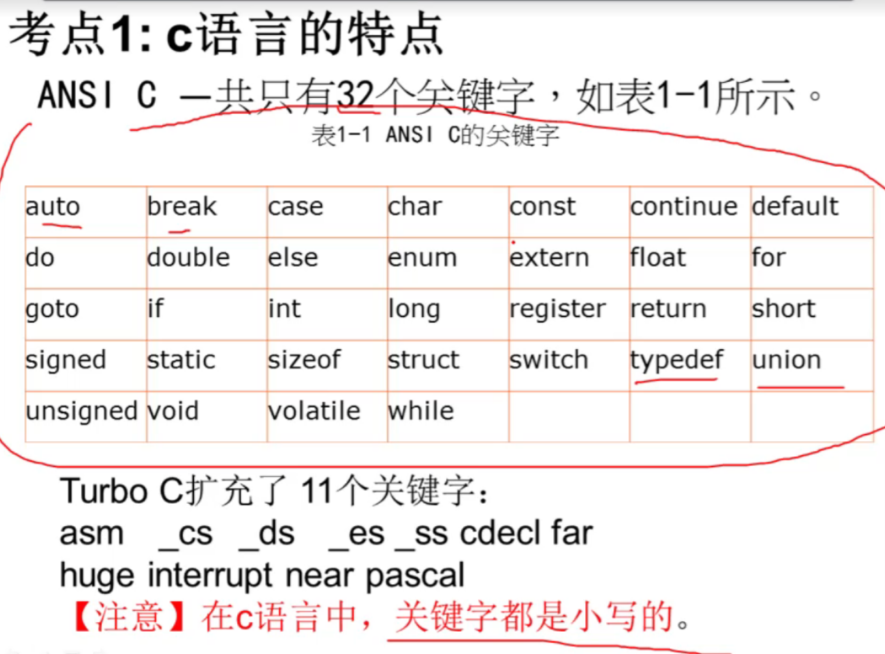 考点1: c语言的特点
ANSI C 一共只有32个关键字，如表1-1所示。
表1-1 ANSI C的关键字
auto break case char const continue default
do double else enum extern float for
goto if int long register return short
signed static sizeof struct switch typedef union
unsigned void volatile while
Turbo C扩充了 11个关键字：
asm _cs _ds _es _ss cdecl far
huge interrupt near pascal
【注意】在c语言中，关键字都是小写的。